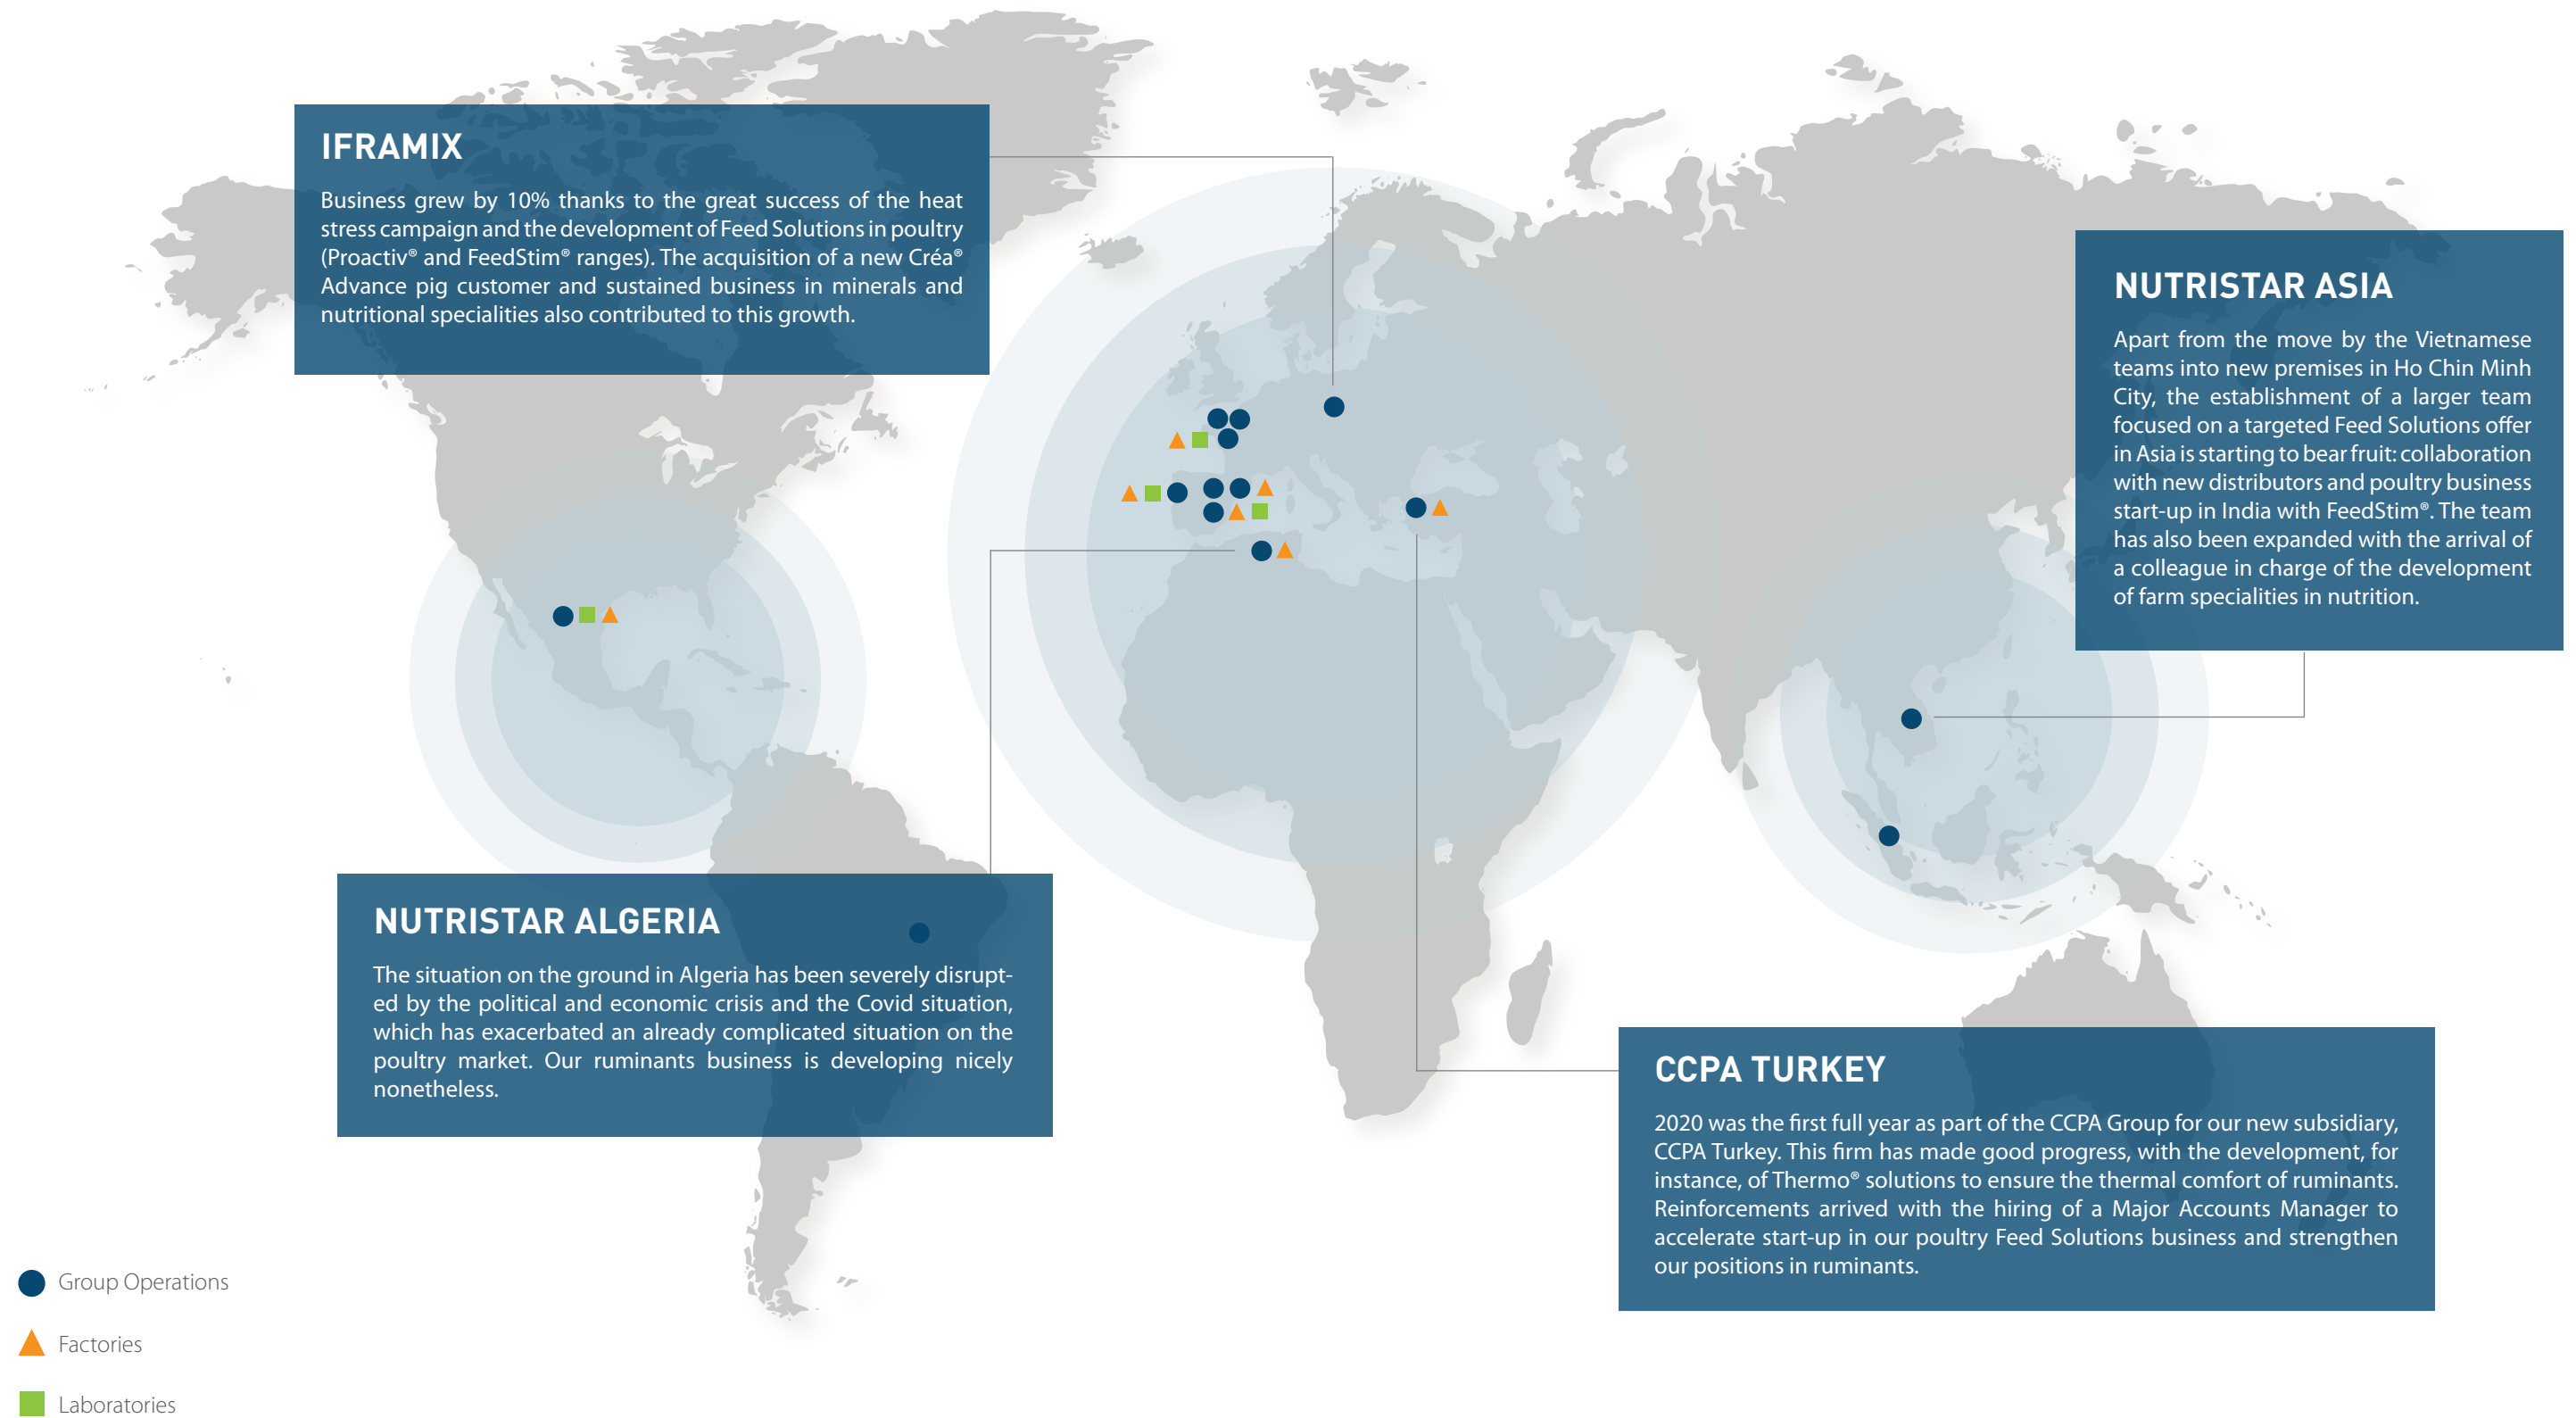 IFRAMIX
Business grew by 10% thanks to the great success of the heat
stress campaign and the development of Feed Solutions in poultry
(Proactiv® and FeedStim® ranges). The acquisition of a new Créa®
Advance pig customer and sustained business in minerals and
nutritional specialities also contributed to this growth.
NUTRISTAR ASIA
Apart from the move by the Vietnamese
teams into new premises in Ho Chin Minh
City, the establishment of a larger team
focused on a targeted Feed Solutions offer
in Asia is starting to bear fruit: collaboration
with new distributors and poultry business
start-up in India with FeedStim®. The team
has also been expanded with the arrival of
a colleague in charge of the development
of farm specialities in nutrition.
NUTRISTAR ALGERIA
The situation on the ground in Algeria has been severely disrupt-
ed by the political and economic crisis and the Covid situation,
which has exacerbated an already complicated situation on the
poultry market. Our ruminants business is developing nicely
nonetheless.
CCPA TURKEY
2020 was the first full year as part of the CCPA Group for our new subsidiary,
CCPA Turkey. This firm has made good progress, with the development, for
instance, of Thermo® solutions to ensure the thermal comfort of ruminants.
Reinforcements arrived with the hiring of a Major Accounts Manager to
accelerate start-up in our poultry Feed Solutions business and strengthen
our positions in ruminants.
Group Operations
Factories
Laboratories